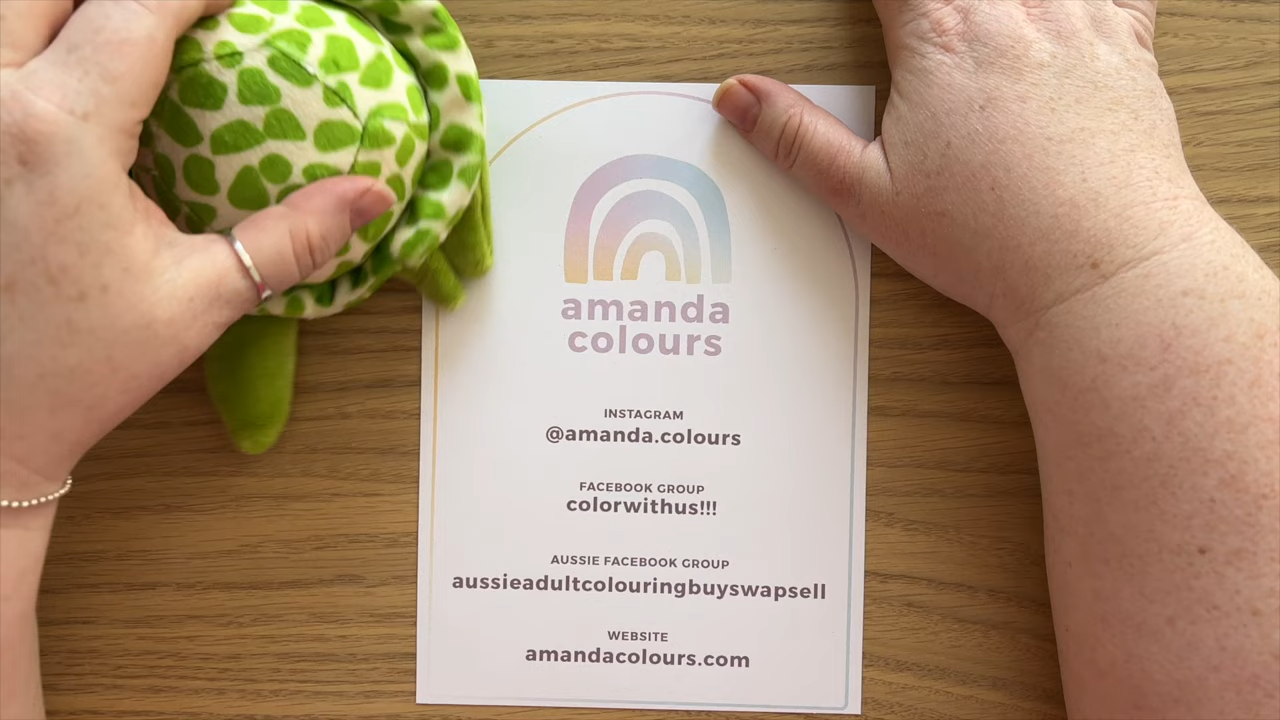 amanda
colours
INSTAGRAM
@amanda.colours
FACEBOOK GROUP
colorwithus!!!
AUSSIE FACEBOOK GROUP
aussieadultcolouringbuyswapsell
WEBSITE
amandacolours.com